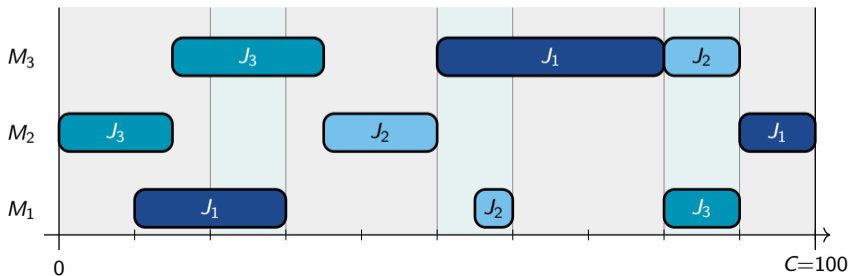 M₃ J₃ J₁ J₂
M₂ J₃ J₂ J₁
M₁ J₁ J₂ J₃
0 C=100